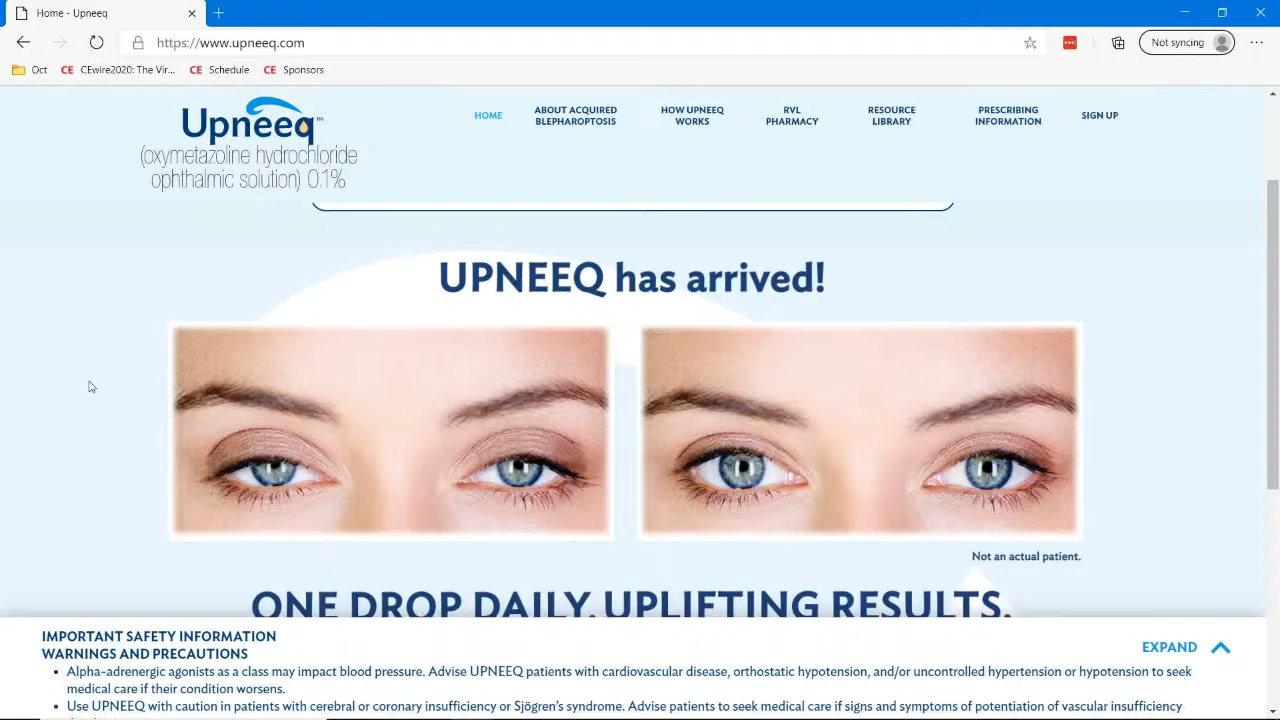 Home - Upneeq
https://www.upneeq.com
Not syncing
Oct
CEwire2020: The Vir...
Schedule
Sponsors
Upneeq™
(oxymetazoline hydrochloride
ophthalmic solution) 0.1%
HOME
ABOUT ACQUIRED
BLEPHAROPTOSIS
HOW UPNEEQ
WORKS
RVL
PHARMACY
RESOURCE
LIBRARY
PRESCRIBING
INFORMATION
SIGN UP
UPNEEQ has arrived!
Not an actual patient.
ONE DROP DAILY. UPLIFTING RESULTS.
IMPORTANT SAFETY INFORMATION
WARNINGS AND PRECAUTIONS
EXPAND
• Alpha-adrenergic agonists as a class may impact blood pressure. Advise UPNEEQ patients with cardiovascular disease, orthostatic hypotension, and/or uncontrolled hypertension or hypotension to seek
medical care if their condition worsens.
• Use UPNEEQ with caution in patients with cerebral or coronary insufficiency or Sjögren's syndrome. Advise patients to seek medical care if signs and symptoms of potentiation of vascular insufficiency